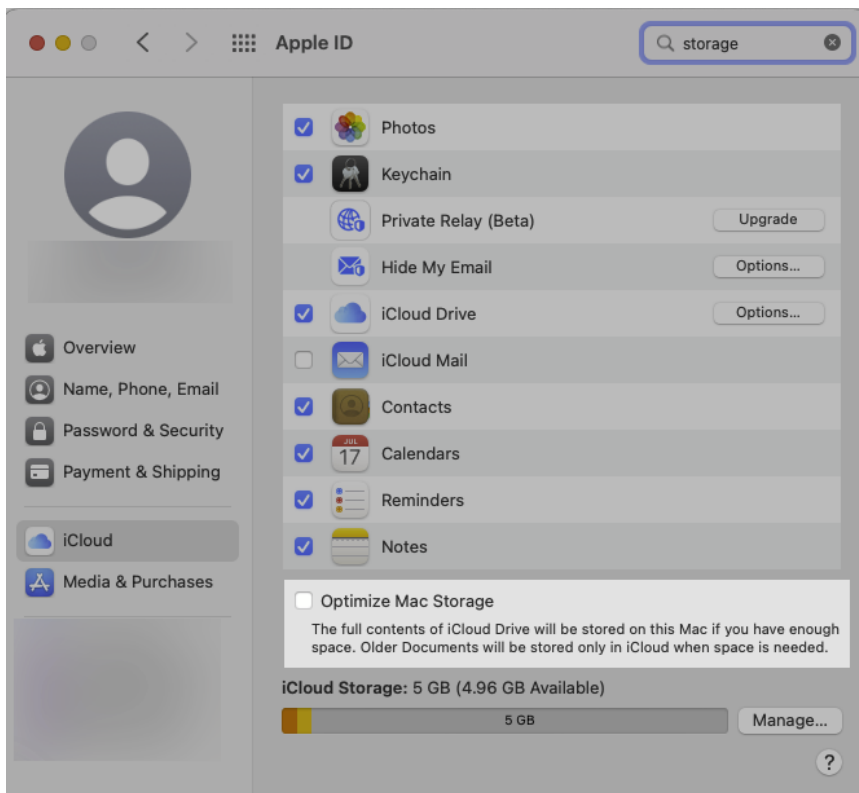 Apple ID
storage
Photos
Keychain
Private Relay (Beta)
Upgrade
Hide My Email
Options...
iCloud Drive
Options...
iCloud Mail
Contacts
JUL
17
Calendars
Reminders
Notes
Overview
Name, Phone, Email
Password & Security
Payment & Shipping
iCloud
Media & Purchases
Optimize Mac Storage
The full contents of iCloud Drive will be stored on this Mac if you have enough
space. Older Documents will be stored only in iCloud when space is needed.
iCloud Storage: 5 GB (4.96 GB Available)
5 GB
Manage...
?